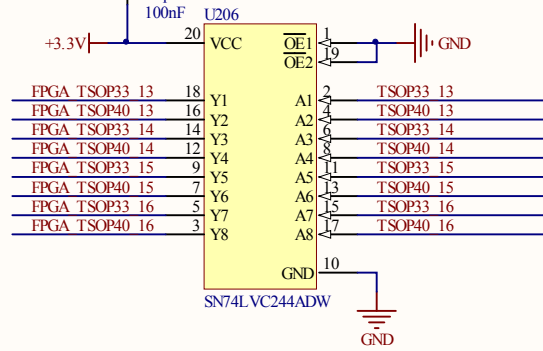 100nF
U206
+3.3V 20 VCC OE1 1 GND
OE2 19
FPGA TSOP33 13 18 Y1 A1 2 TSOP33 13
FPGA TSOP40 13 16 Y2 A2 4 TSOP40 13
FPGA TSOP33 14 14 Y3 A3 6 TSOP33 14
FPGA TSOP40 14 12 Y4 A4 8 TSOP40 14
FPGA TSOP33 15 9 Y5 A5 11 TSOP33 15
FPGA TSOP40 15 7 Y6 A6 13 TSOP40 15
FPGA TSOP33 16 5 Y7 A7 15 TSOP33 16
FPGA TSOP40 16 3 Y8 A8 17 TSOP40 16
GND 10
SN74LVC244ADW
GND